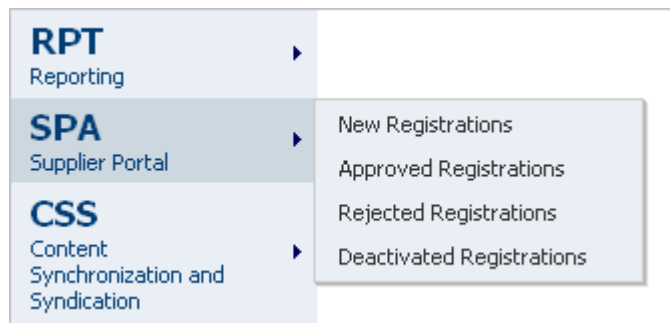 RPT
Reporting
SPA
Supplier Portal
New Registrations
Approved Registrations
Rejected Registrations
Deactivated Registrations
CSS
Content
Synchronization and
Syndication